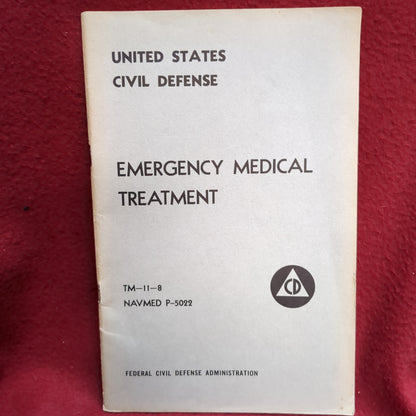 UNITED STATES
CIVIL DEFENSE
EMERGENCY MEDICAL
TREATMENT
TM—11—8
NAVMED P—5022
CD
FEDERAL CIVIL DEFENSE ADMINISTRATION